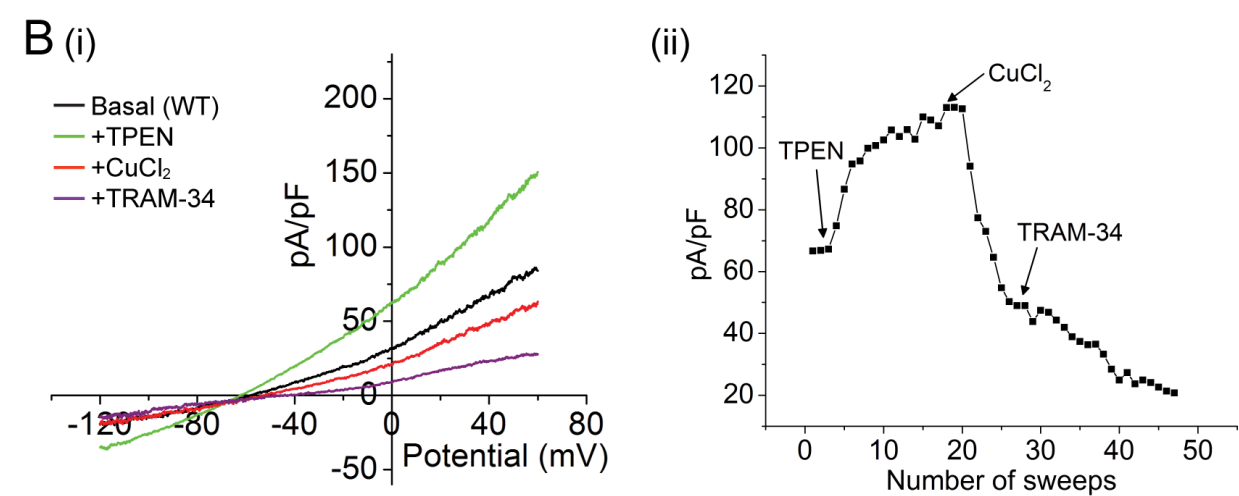 B (i)
Basal (WT)
+TPEN
+CuCl₂
+TRAM-34
200
150
100
50
0
-50
pA/pF
-120
-80
-40
0
40
80
Potential (mV)
(ii)
120
100
80
60
40
20
pA/pF
TPEN
CuCl₂
TRAM-34
0
10
20
30
40
50
Number of sweeps